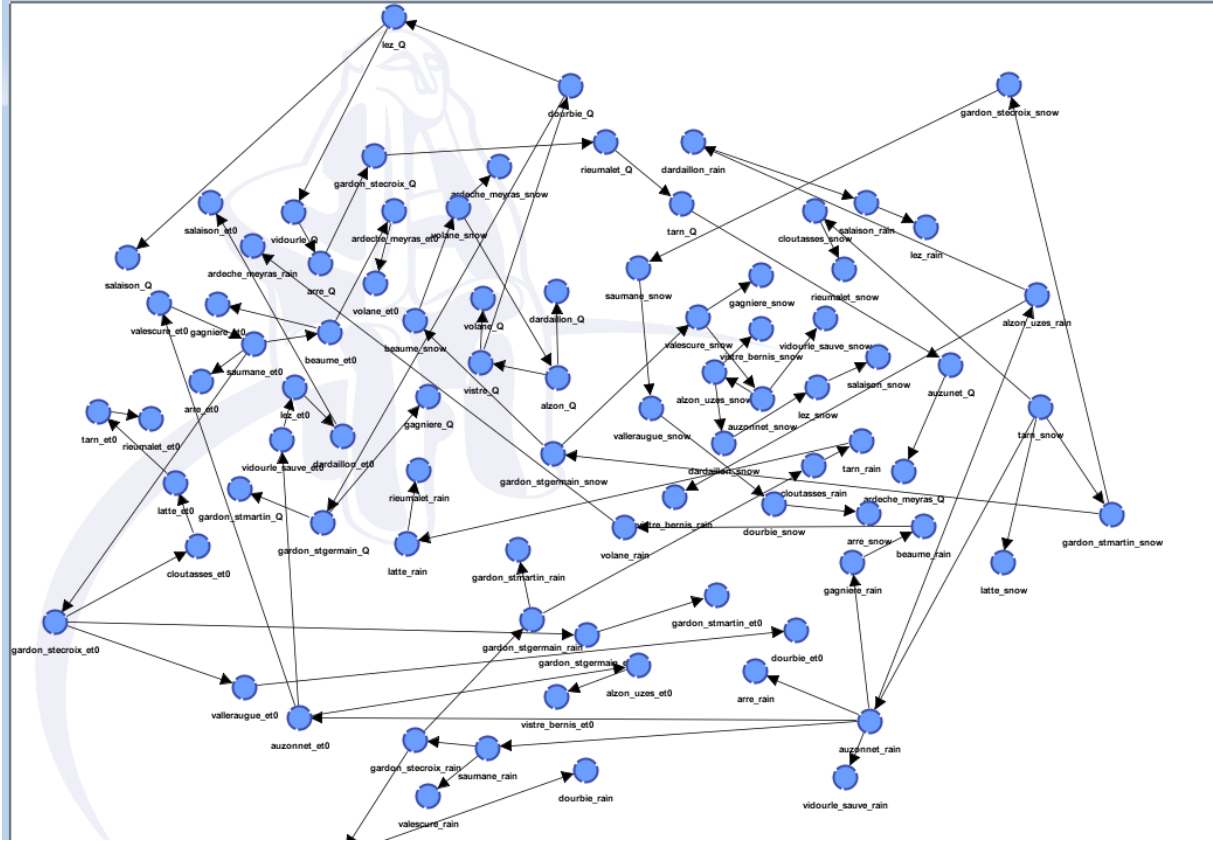 lez_Q
dourbie_Q
gardon_stecroix_snow
rieumalet_Q
dardaillon_rain
gardon_stecroix_Q
ardeche_meyras_snow
salaison_et0
tarn_Q
salaison_rain
vidourle_Q
ardeche_meyras_et0
volane_snow
cloutasses_snow
lez_rain
ardeche_meyras_rain
salaison_Q
arre_Q
rieumalet_snow
saumane_snow
volane_et0
gagniere_snow
dardaillon_Q
alzon_uzes_rain
valescure_et0
gagniere_et0
volane_Q
beaume_snow
valescure_snow
vidourle_sauve_snow
vistre_bernis_snow
beaume_et0
saumane_et0
vistre_Q
salaison_snow
auzunet_Q
arre_et0
alzon_uzes_snow
alzon_Q
lez_et0
lez_snow
gagniere_Q
auzonnet_snow
tarn_et0
rieumalet_et0
valleraugue_snow
tarn_snow
vidourle_sauve_et0
dardaillon_et0
dardaillon_snow
tarn_rain
gardon_stgermain_snow
cloutasses_rain
ardeche_meyras_Q
rieumalet_rain
latte_et0
gardon_stmartin_Q
vistre_bernis_rain
dourbie_snow
arre_snow
gardon_stmartin_snow
gardon_stgermain_Q
volane_rain
beaume_rain
latte_rain
cloutasses_et0
gardon_stmartin_rain
gagniere_rain
latte_snow
gardon_stmartin_et0
gardon_stecroix_et0
gardon_stgermain_rain
dourbie_et0
alzon_uzes_et0
arre_rain
valleraugue_et0
vistre_bernis_et0
auzonnet_et0
auzonnet_rain
gardon_stecroix_rain
saumane_rain
dourbie_rain
vidourle_sauve_rain
valescure_rain